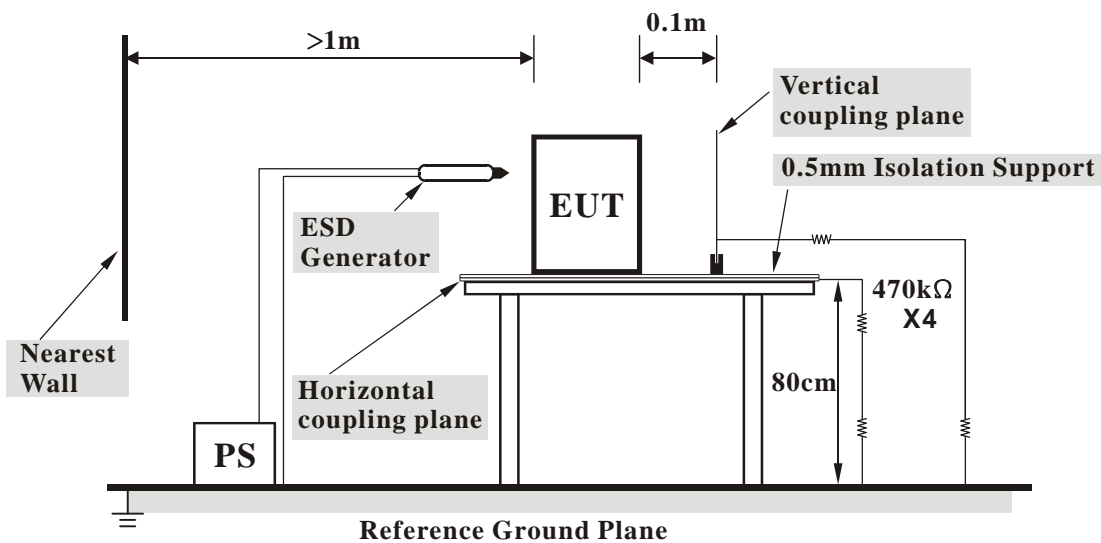 >1m
0.1m
Vertical
coupling plane
0.5mm Isolation Support
EUT
ESD
Generator
470kΩ
X4
Nearest
Wall
Horizontal
coupling plane
80cm
PS
Reference Ground Plane